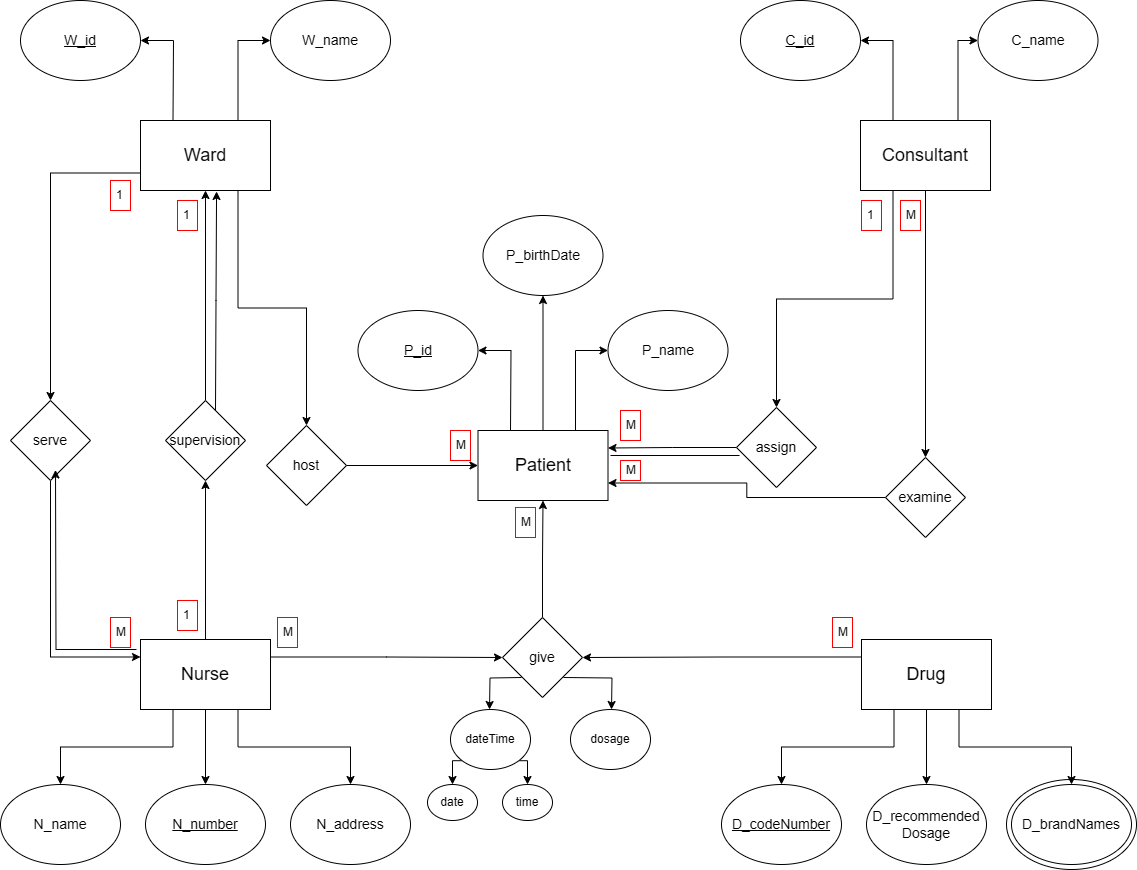 W_id
W_name
C_id
C_name
Ward
Consultant
1
1
1
M
P_birthDate
P_id
P_name
serve
supervision
host
M
Patient
M
M
assign
examine
M
M
1
M
M
Nurse
give
Drug
dateTime
dosage
date
time
N_name
N_number
N_address
D_codeNumber
D_recommended
Dosage
D_brandNames